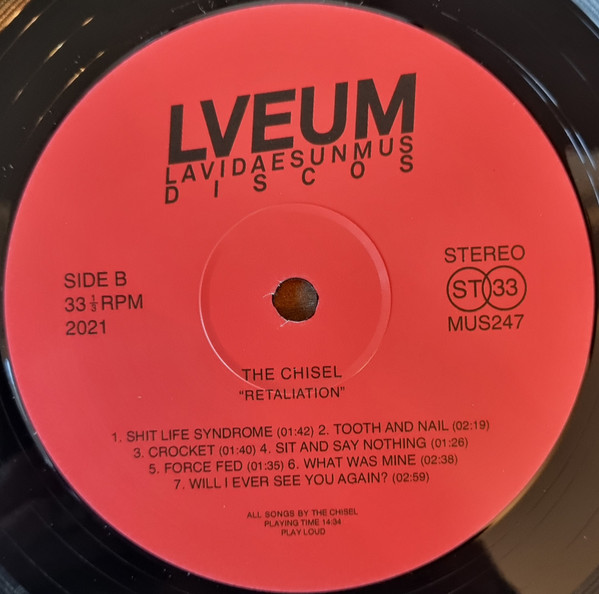 LVEUM
LAVIDAESUNMUS
DISCOS
SIDE B
33 1/3 RPM
2021
STEREO
ST 33
MUS247
THE CHISEL
"RETALIATION"
1. SHIT LIFE SYNDROME (01:42) 2. TOOTH AND NAIL (02:19)
3. CROCKET (01:40) 4. SIT AND SAY NOTHING (01:26)
5. FORCE FED (01:35) 6. WHAT WAS MINE (02:38)
7. WILL I EVER SEE YOU AGAIN? (02:59)
ALL SONGS BY THE CHISEL
PLAYING TIME 14:34
PLAY LOUD